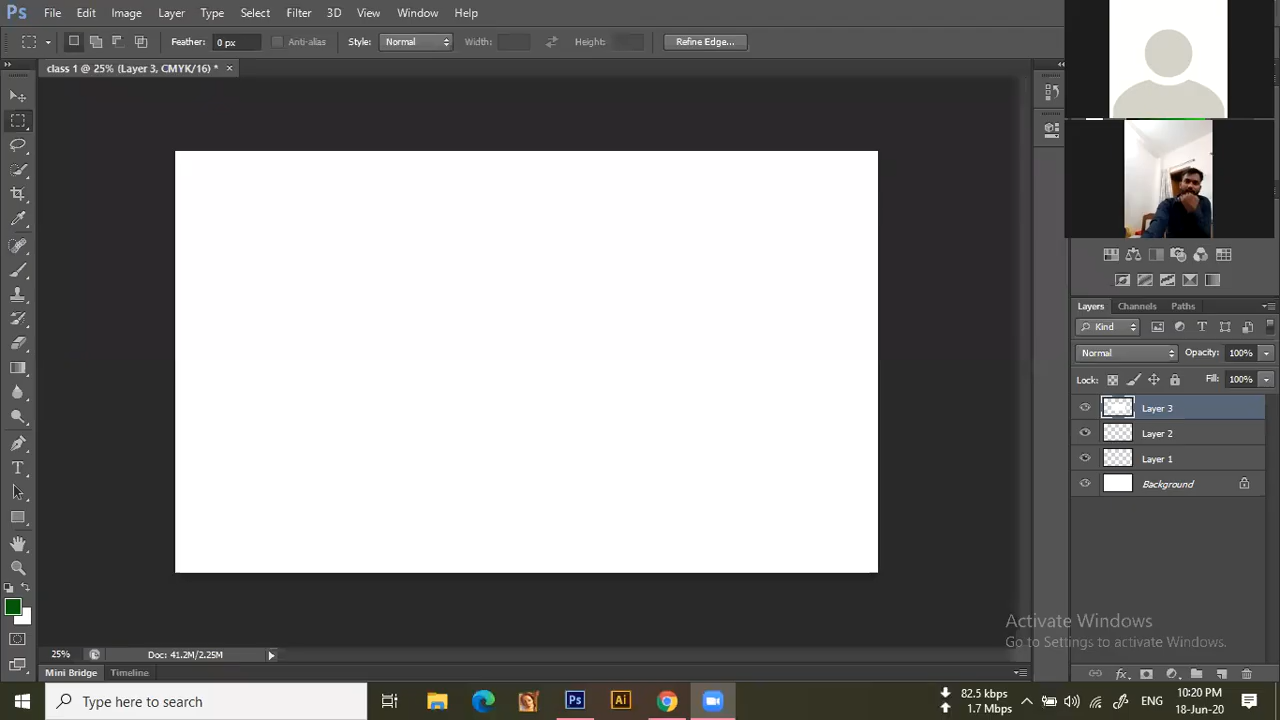 Ps File Edit Image Layer Type Select Filter 3D View Window Help
Feather: 0 px Anti-alias Style: Normal Width: Height: Refine Edge...
class 1 @ 25% (Layer 3, CMYK/16) * ×
Layers Channels Paths
Kind
Normal Opacity: 100%
Lock: Fill: 100%
Layer 3
Layer 2
Layer 1
Background
Activate Windows
Go to Settings to activate Windows.
25% Doc: 41.2M/2.25M
Mini Bridge Timeline
Type here to search
Ps
Ai
82.5 kbps
1.7 Mbps
ENG
10:20 PM
18-Jun-20